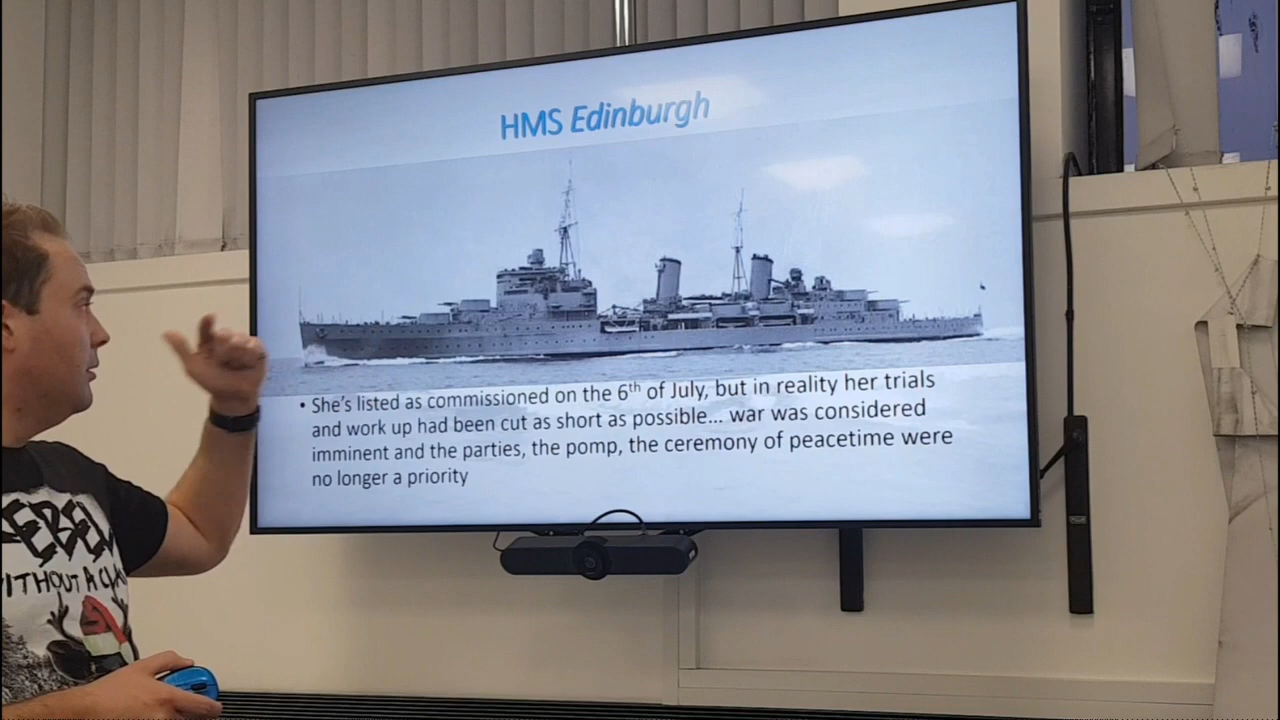 HMS Edinburgh
• She's listed as commissioned on the 6th of July, but in reality her trials
and work up had been cut as short as possible... war was considered
imminent and the parties, the pomp, the ceremony of peacetime were
no longer a priority
REBEL
WITHOUT A